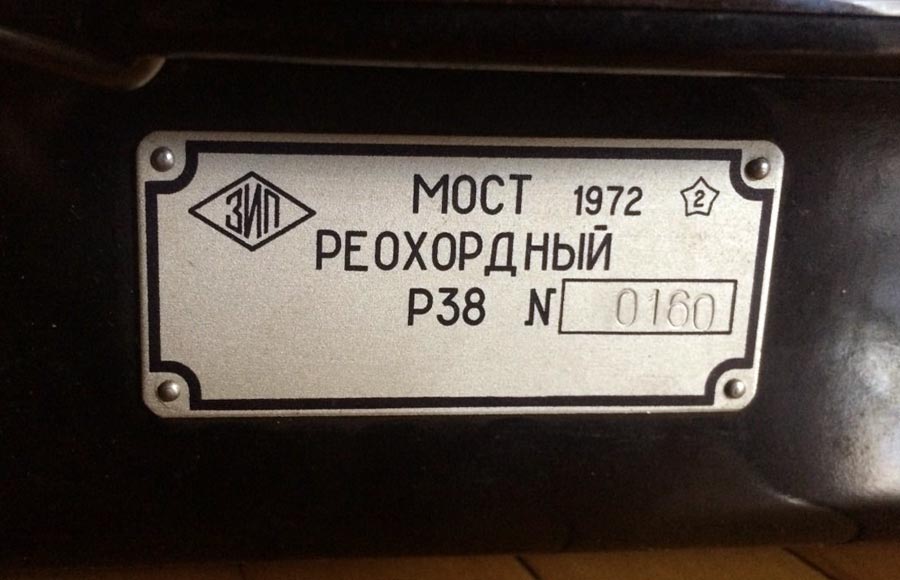 ЗИП
МОСТ 1972 2
РЕОХОРДНЫЙ
Р38 N 0160